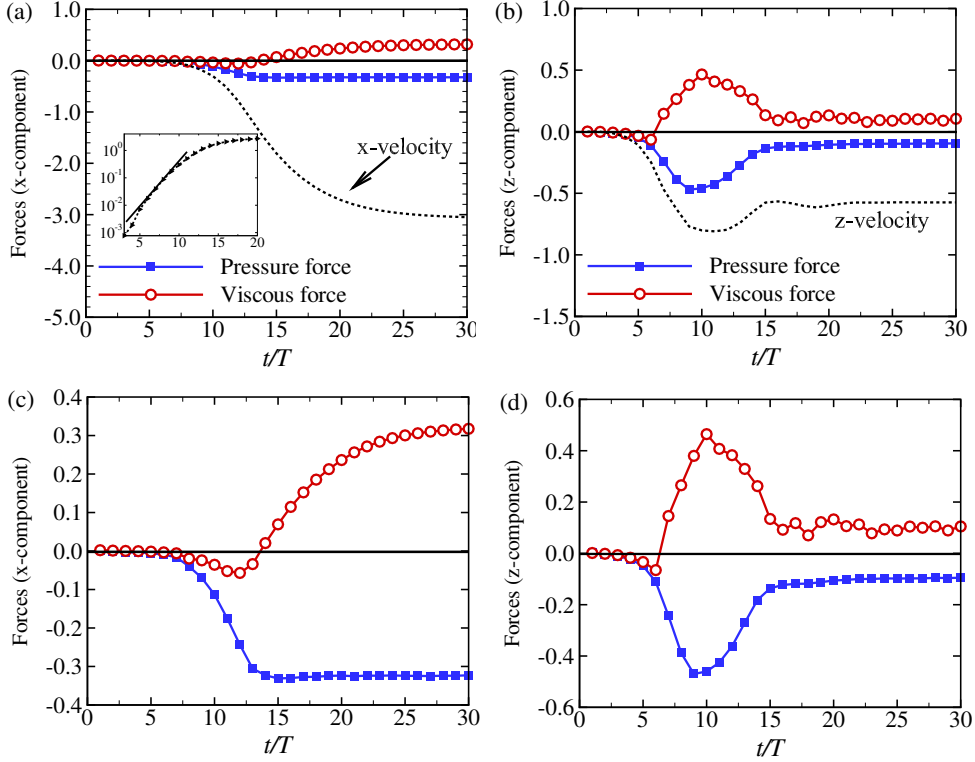 (a)
1.0
0.0
-1.0
-2.0
-3.0
-4.0
-5.0
Forces (x-component)
10^0
10^-1
10^-2
10^-3
5 10 15 20
x-velocity
Pressure force
Viscous force
0 5 10 15 20 25 30
t/T
(b)
1.0
0.5
0.0
-0.5
-1.0
-1.5
Forces (z-component)
z-velocity
Pressure force
Viscous force
0 5 10 15 20 25 30
t/T
(c)
0.4
0.3
0.2
0.1
0.0
-0.1
-0.2
-0.3
-0.4
Forces (x-component)
0 5 10 15 20 25 30
t/T
(d)
0.6
0.4
0.2
0.0
-0.2
-0.4
-0.6
Forces (z-component)
0 5 10 15 20 25 30
t/T